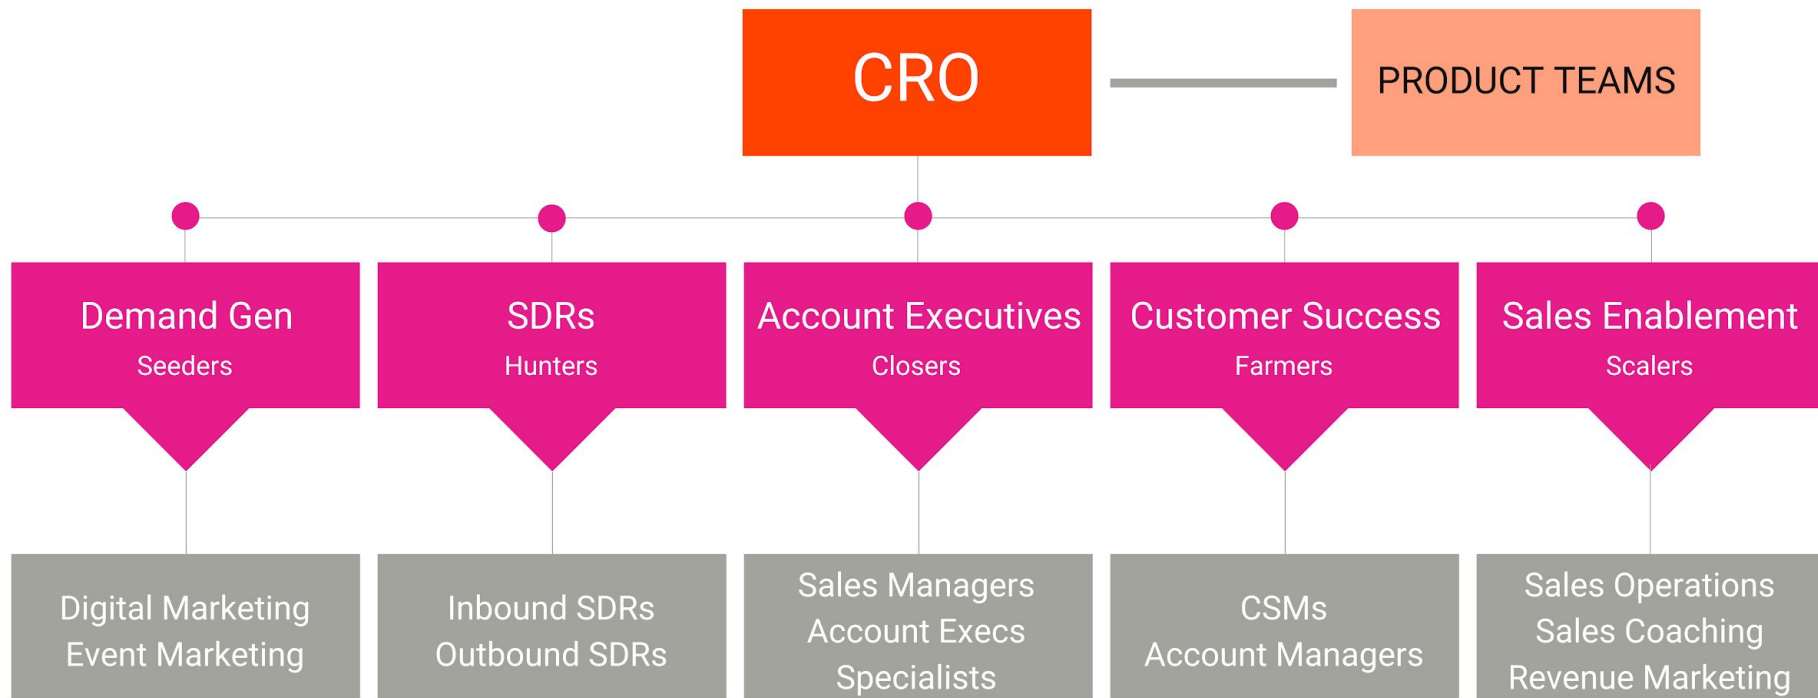 CRO
PRODUCT TEAMS
Demand Gen
Seeders
SDRs
Hunters
Account Executives
Closers
Customer Success
Farmers
Sales Enablement
Scalers
Digital Marketing
Event Marketing
Inbound SDRs
Outbound SDRs
Sales Managers
Account Execs
Specialists
CSMs
Account Managers
Sales Operations
Sales Coaching
Revenue Marketing